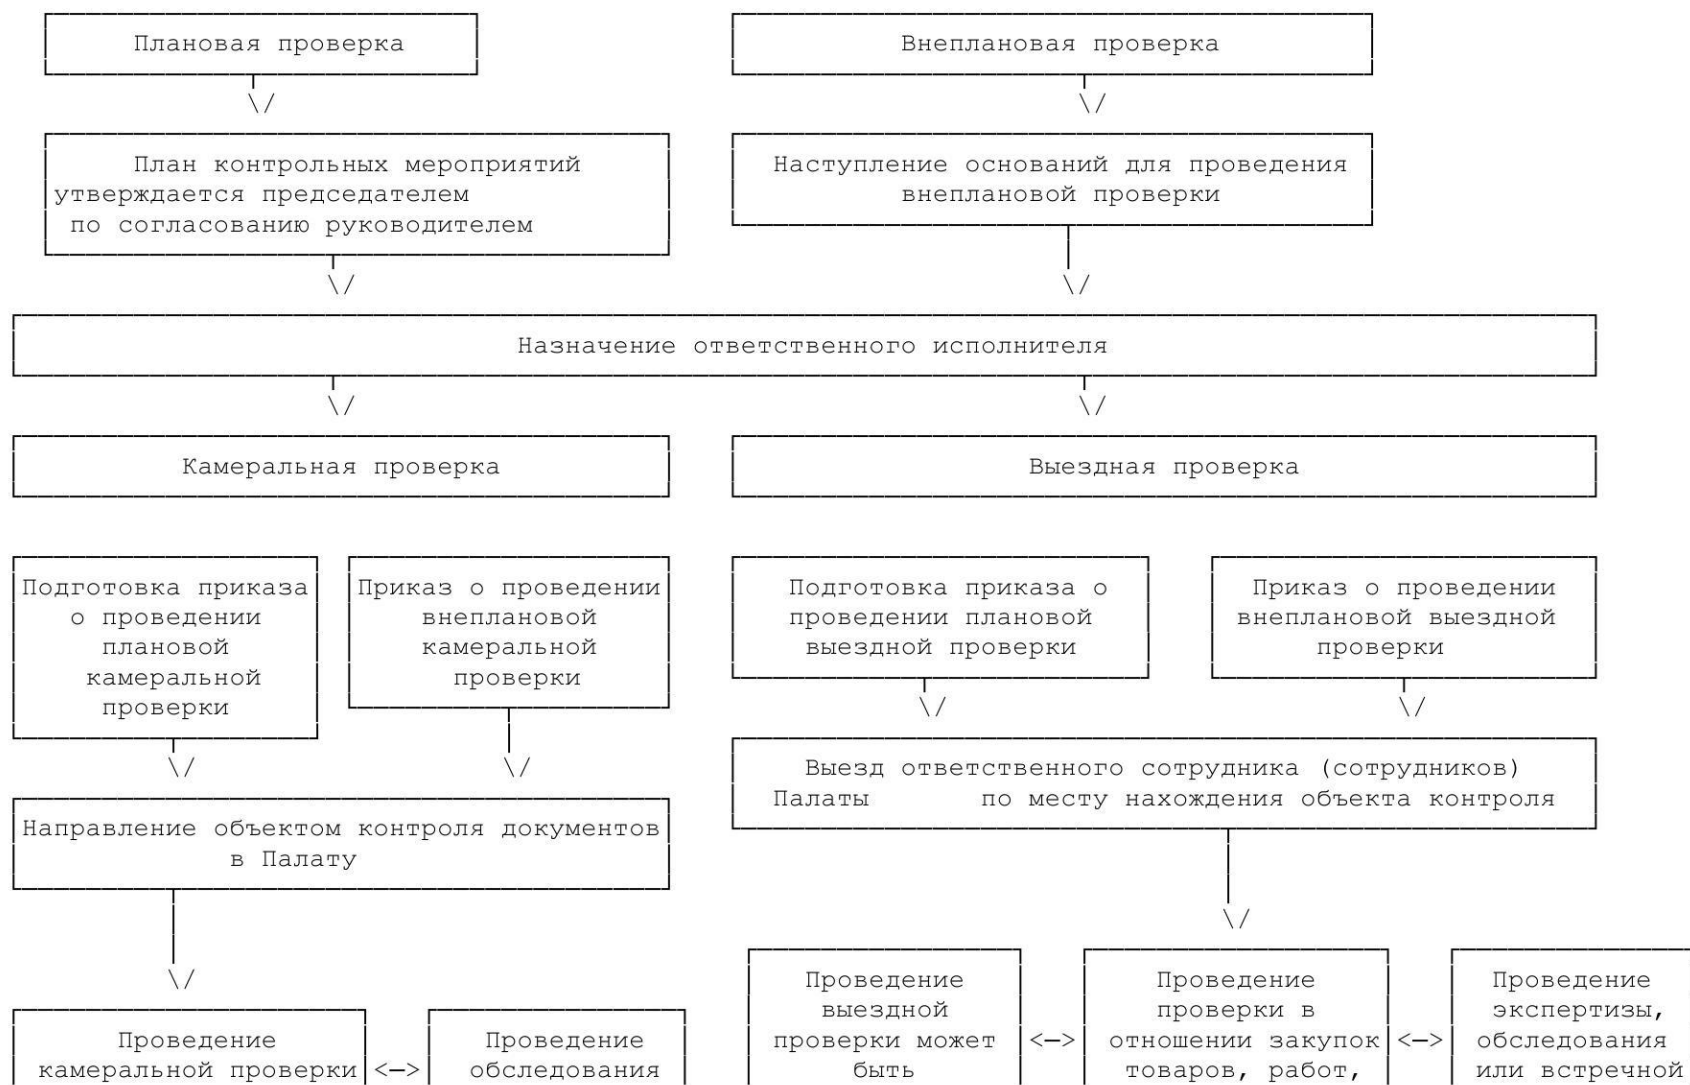 Плановая проверка
Внеплановая проверка
\/
\/
План контрольных мероприятий
утверждается председателем
по согласованию руководителем
Наступление оснований для проведения
внеплановой проверки
\/
\/
Назначение ответственного исполнителя
\/
\/
Камеральная проверка
Выездная проверка
Подготовка приказа
о проведении
плановой
камеральной
проверки
Приказ о проведении
внеплановой
камеральной
проверки
Подготовка приказа о
проведении плановой
выездной проверки
Приказ о проведении
внеплановой выездной
проверки
\/
\/
\/
\/
Направление объектом контроля документов
в Палату
Выезд ответственного сотрудника (сотрудников)
Палаты по месту нахождения объекта контроля
\/
\/
Проведение
камеральной проверки
<─>
Проведение
обследования
Проведение
выездной
проверки может
быть
<─>
Проведение
проверки в
отношении закупок
товаров, работ,
<─>
Проведение
экспертизы,
обследования
или встречной